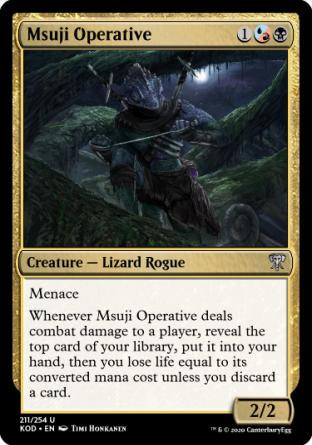 Msuji Operative 1 B
Creature — Lizard Rogue
Menace
Whenever Msuji Operative deals
combat damage to a player, reveal the
top card of your library, put it into your
hand, then you lose life equal to its
converted mana cost unless you discard
a card.
2/2
211/254 U
KOD • EN Timi Honkanen
™ & © 2020 CanterburyEgg